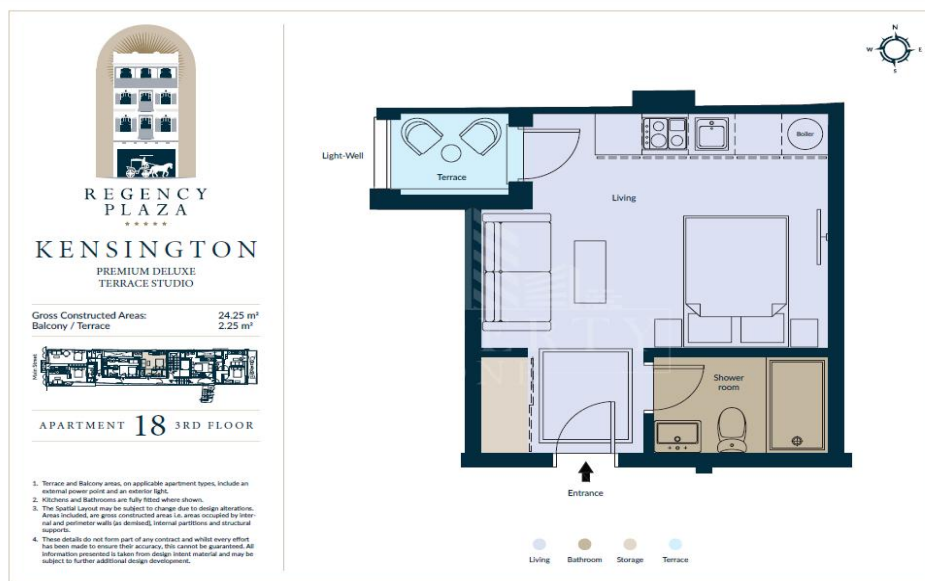 REGENCY
PLAZA
KENSINGTON
PREMIUM DELUXE
TERRACE STUDIO
Gross Constructed Areas: 24.25 m²
Balcony / Terrace 2.25 m²
Main Street
APARTMENT 18 3RD FLOOR
1. Terrace and Balcony areas, on applicable apartment types, include an
external power point and an exterior light.
2. Kitchens and Bathrooms are fully fitted where shown.
3. The Spatial Layout may be subject to change due to design alterations.
Areas included, are gross constructed areas i.e. areas occupied by inter-
nal and perimeter walls (as demised), internal partitions and structural
supports.
4. These details do not form part of any contract and whilst every effort
has been made to ensure their accuracy, this cannot be guaranteed. All
information presented is taken from design intent material and may be
subject to further additional design development.
N
W E
S
Light-Well
Terrace
Boiler
Living
Shower
room
Entrance
Living Bathroom Storage Terrace